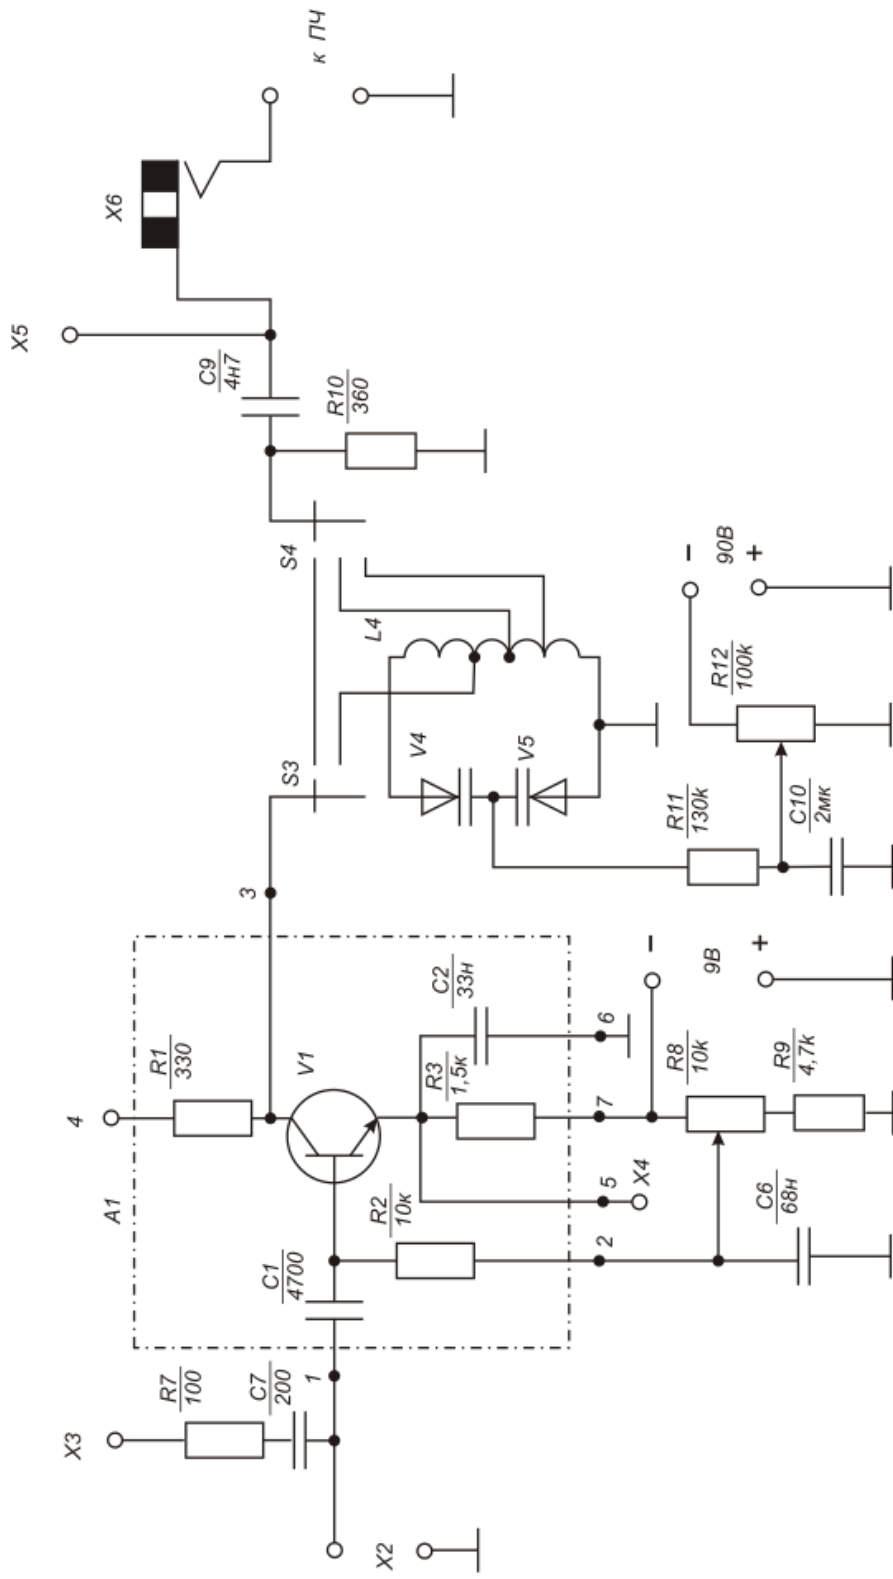 X2
X3
R7
100
C7
200
1
A1
C1
4700
4
R1
330
V1
R2
10к
R3
1,5к
C2
33н
2
5
X4
7
6
C6
68н
R8
10k
R9
4,7k
−
9В
+
3
S3
S4
V4
V5
L4
R11
130k
C10
2мк
R12
100k
−
90В
+
R10
360
C9
4н7
X5
X6
к ПЧ